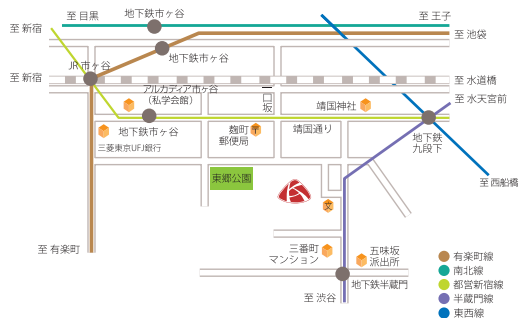 至 目黒
地下鉄市ヶ谷
至 王子
至 新宿
至 池袋
地下鉄市ヶ谷
JR 市ヶ谷
至 新宿
至 水道橋
アルカディア市ヶ谷
(私学会館)
一口坂
靖国神社
至 水天宮前
地下鉄市ヶ谷
麹町
郵便局
〒
靖国通り
三菱東京UFJ銀行
地下鉄
九段下
東郷公園
至 西船橋
文
至 有楽町
三番町
マンション
五味坂
派出所
地下鉄半蔵門
至 渋谷
有楽町線
南北線
都営新宿線
半蔵門線
東西線